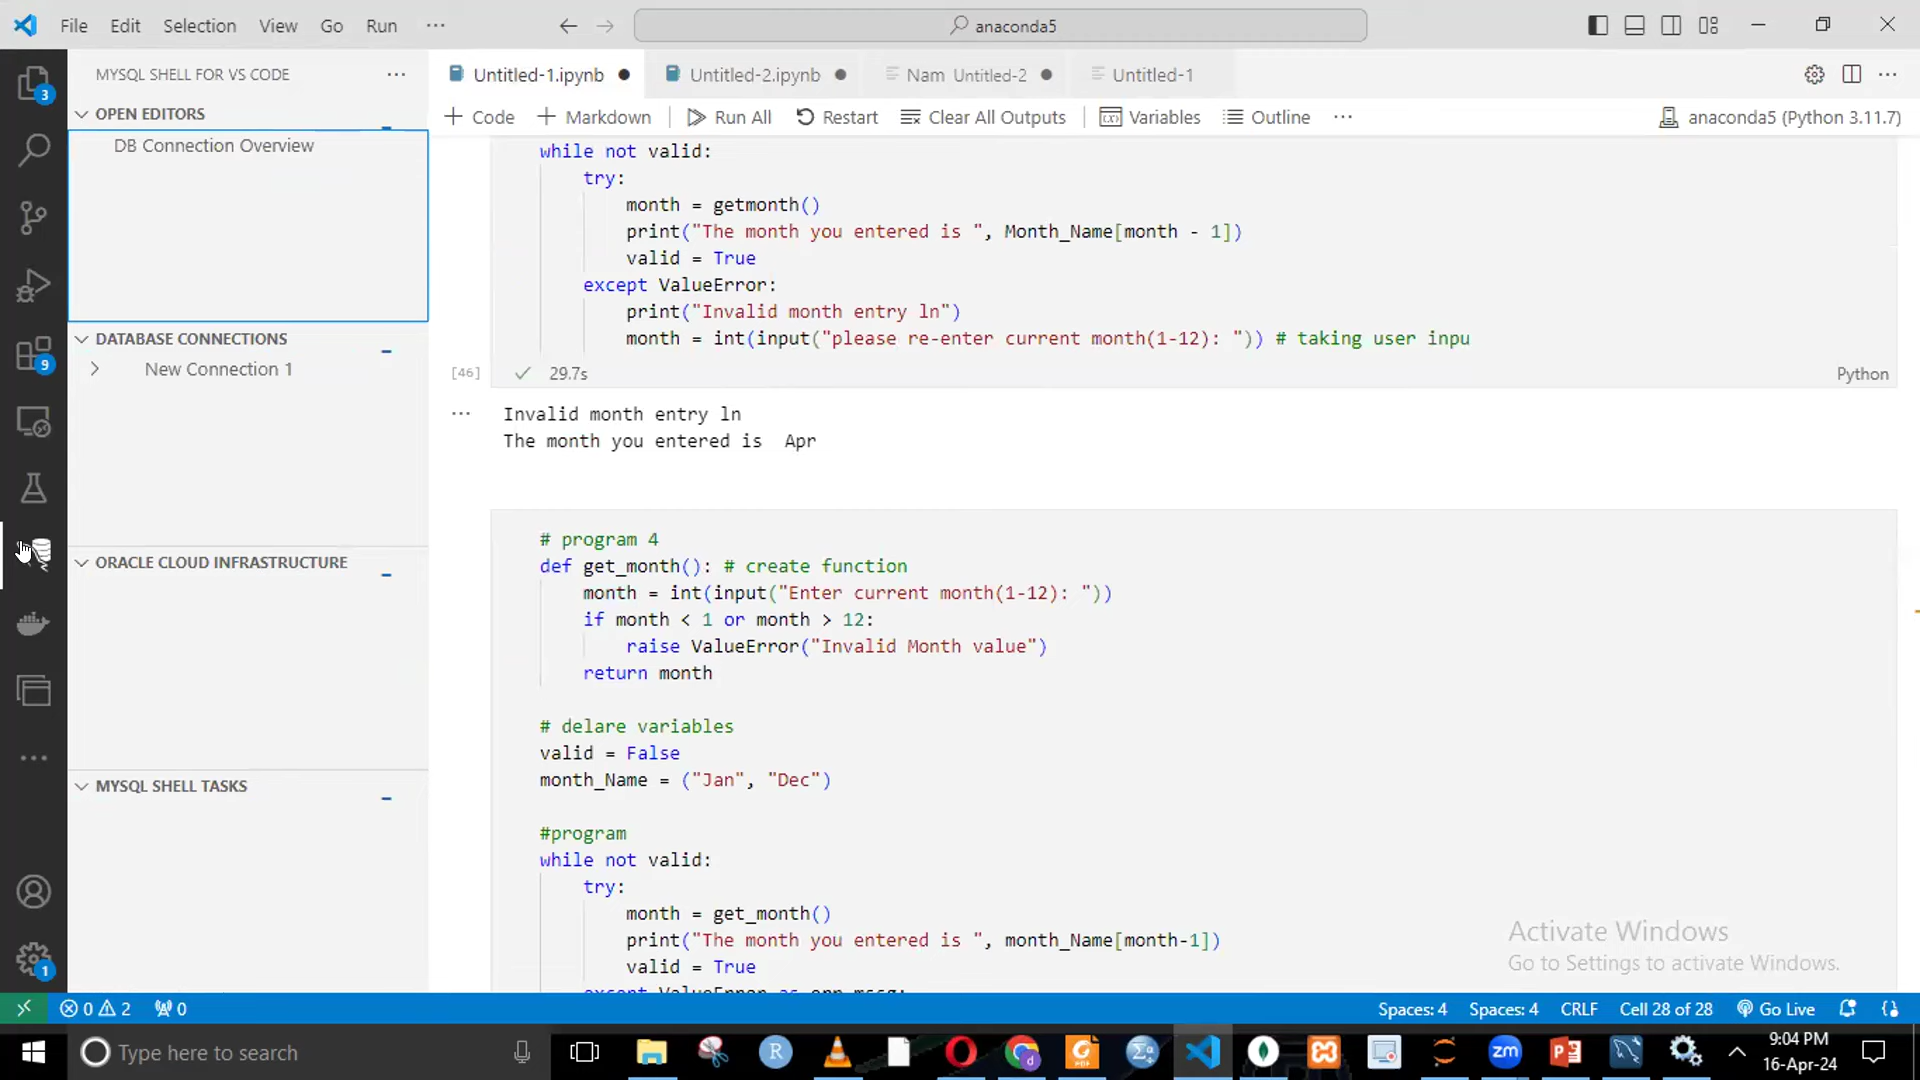 File Edit Selection View Go Run ···
anaconda5
MYSQL SHELL FOR VS CODE
OPEN EDITORS
DB Connection Overview
DATABASE CONNECTIONS
New Connection 1
ORACLE CLOUD INFRASTRUCTURE
MYSQL SHELL TASKS
3
9
1
Untitled-1.ipynb Untitled-2.ipynb Nam Untitled-2 Untitled-1
+ Code + Markdown Run All Restart Clear All Outputs Variables Outline ··· anaconda5 (Python 3.11.7)
while not valid:
try:
month = getmonth()
print("The month you entered is ", Month_Name[month - 1])
valid = True
except ValueError:
print("Invalid month entry ln")
month = int(input("please re-enter current month(1-12): ")) # taking user inpu
[46] 29.7s Python
Invalid month entry ln
The month you entered is  Apr
# program 4
def get_month(): # create function
month = int(input("Enter current month(1-12): "))
if month < 1 or month > 12:
raise ValueError("Invalid Month value")
return month
# delare variables
valid = False
month_Name = ("Jan", "Dec")
#program
while not valid:
try:
month = get_month()
print("The month you entered is ", month_Name[month-1])
valid = True
Activate Windows
Go to Settings to activate Windows.
0 2 0 Spaces: 4 Spaces: 4 CRLF Cell 28 of 28 Go Live
Type here to search
9:04 PM
16-Apr-24